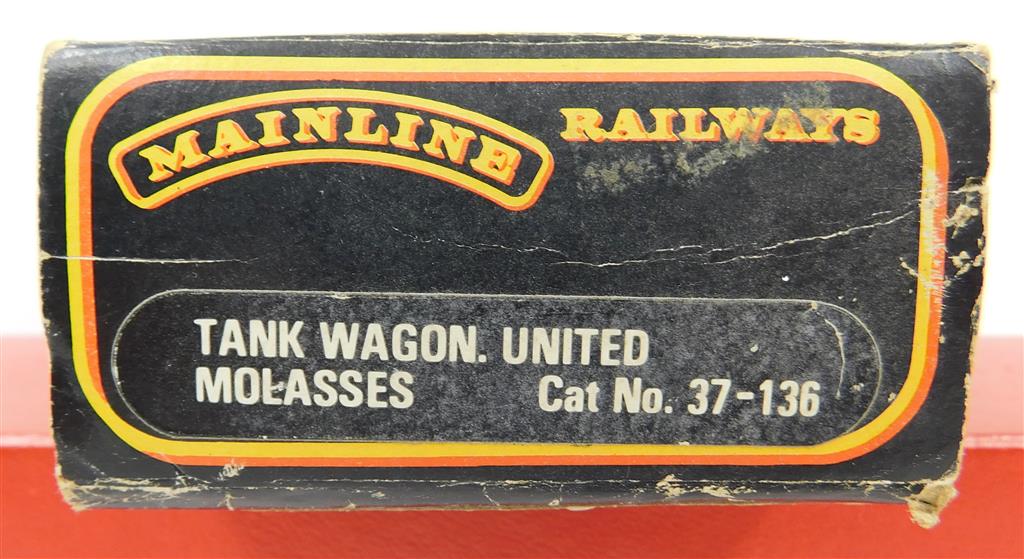 MAINLINE RAILWAYS
TANK WAGON. UNITED
MOLASSES Cat No. 37-136